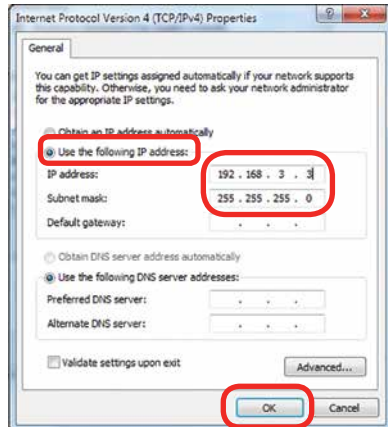 Internet Protocol Version 4 (TCP/IPv4) Properties
General
You can get IP settings assigned automatically if your network supports
this capability. Otherwise, you need to ask your network administrator
for the appropriate IP settings.
Obtain an IP address automatically
Use the following IP address:
IP address: 192 . 168 . 3 . 3
Subnet mask: 255 . 255 . 255 . 0
Default gateway: . . .
Obtain DNS server address automatically
Use the following DNS server addresses:
Preferred DNS server: . . .
Alternate DNS server: . . .
Validate settings upon exit
Advanced...
OK Cancel